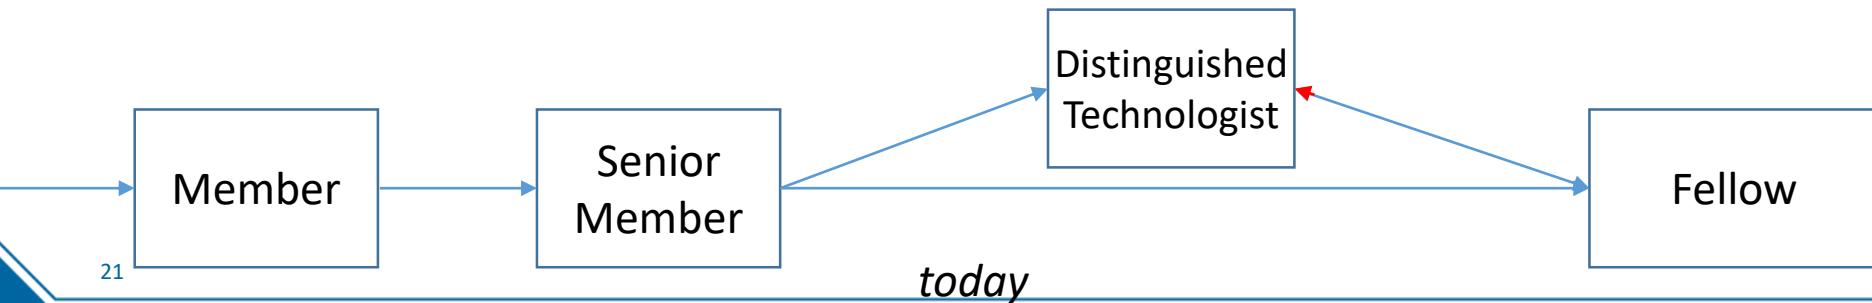 Member
Senior
Member
Distinguished
Technologist
Fellow
21
today